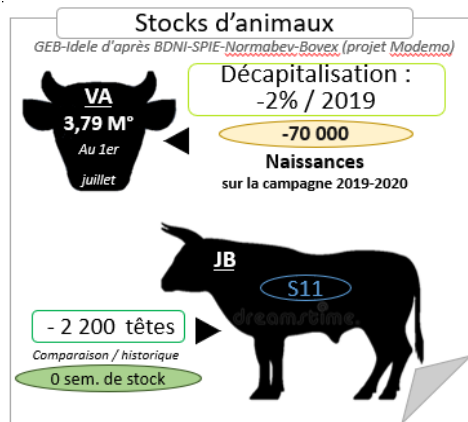 Stocks d'animaux
GEB-Idele d'après BDNI-SPIE-Normabev-Bovex (projet Modemo)
VA
3,79 M°
Au 1er
juillet
Décapitalisation :
-2% / 2019
-70 000
Naissances
sur la campagne 2019-2020
JB
S11
dreamstime.
- 2 200 têtes
Comparaison / historique
0 sem. de stock